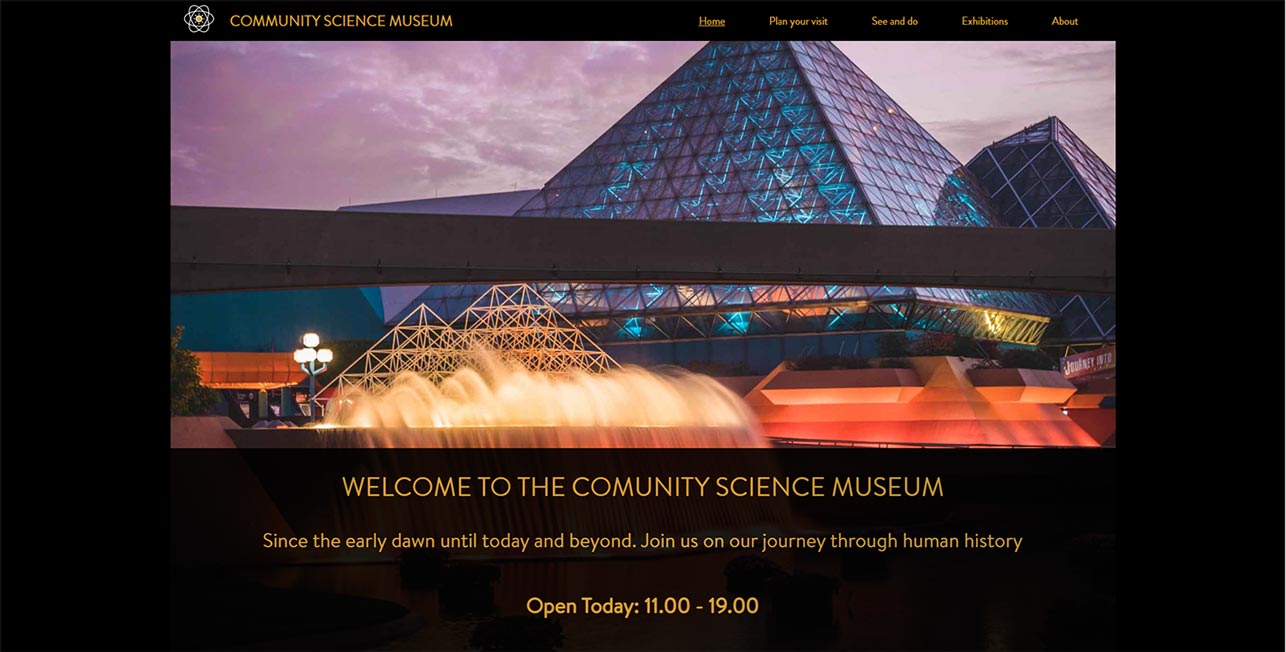 COMMUNITY SCIENCE MUSEUM
Home Plan your visit See and do Exhibitions About
JOURNEY INTO
WELCOME TO THE COMUNITY SCIENCE MUSEUM
Since the early dawn until today and beyond. Join us on our journey through human history
Open Today: 11.00 - 19.00